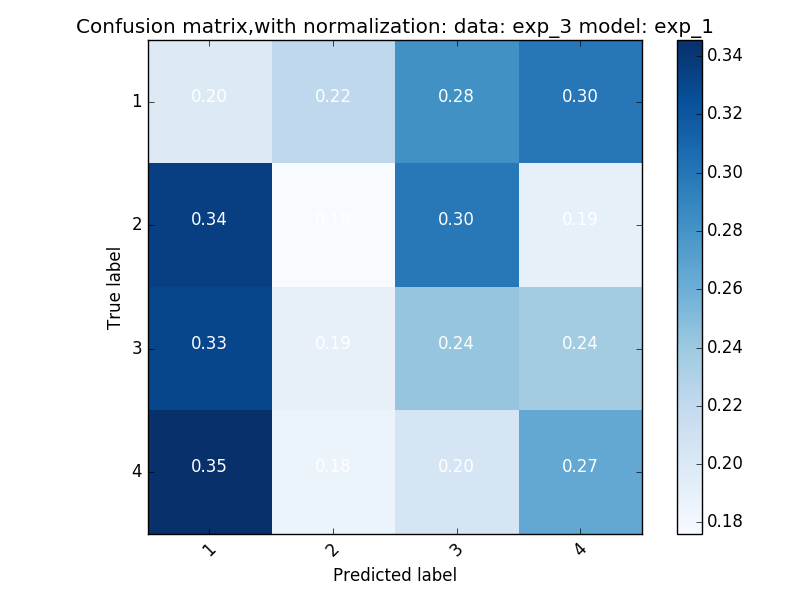 Confusion matrix,with normalization: data: exp_3 model: exp_1
0.34
1 0.20 0.22 0.28 0.30
0.32
0.30
2 0.34 0.18 0.30 0.19
0.28
True label
0.26
3 0.33 0.19 0.24 0.24
0.24
0.22
4 0.35 0.18 0.20 0.27
0.20
0.18
1 2 3 4
Predicted label